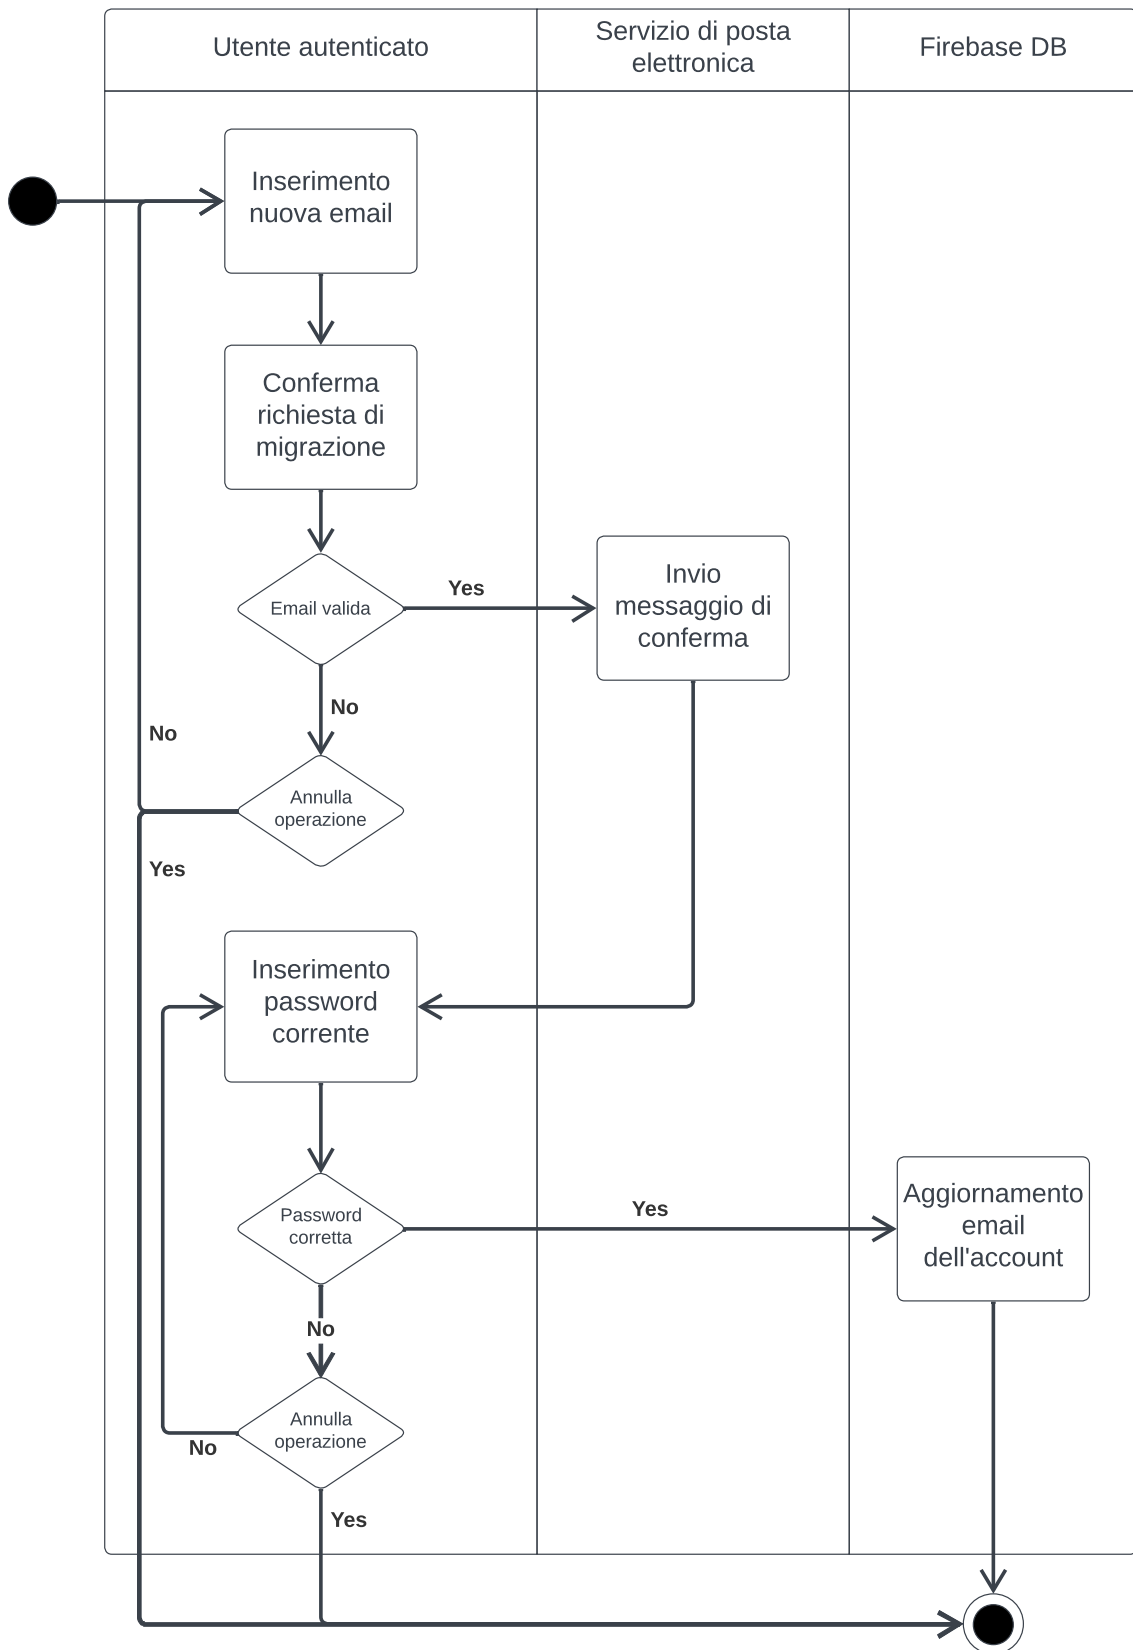 Utente autenticato
Servizio di posta
elettronica
Firebase DB
Inserimento
nuova email
Conferma
richiesta di
migrazione
Email valida
Yes
Invio
messaggio di
conferma
No
No
Annulla
operazione
Yes
Inserimento
password
corrente
Password
corretta
Yes
Aggiornamento
email
dell'account
No
Annulla
operazione
No
Yes